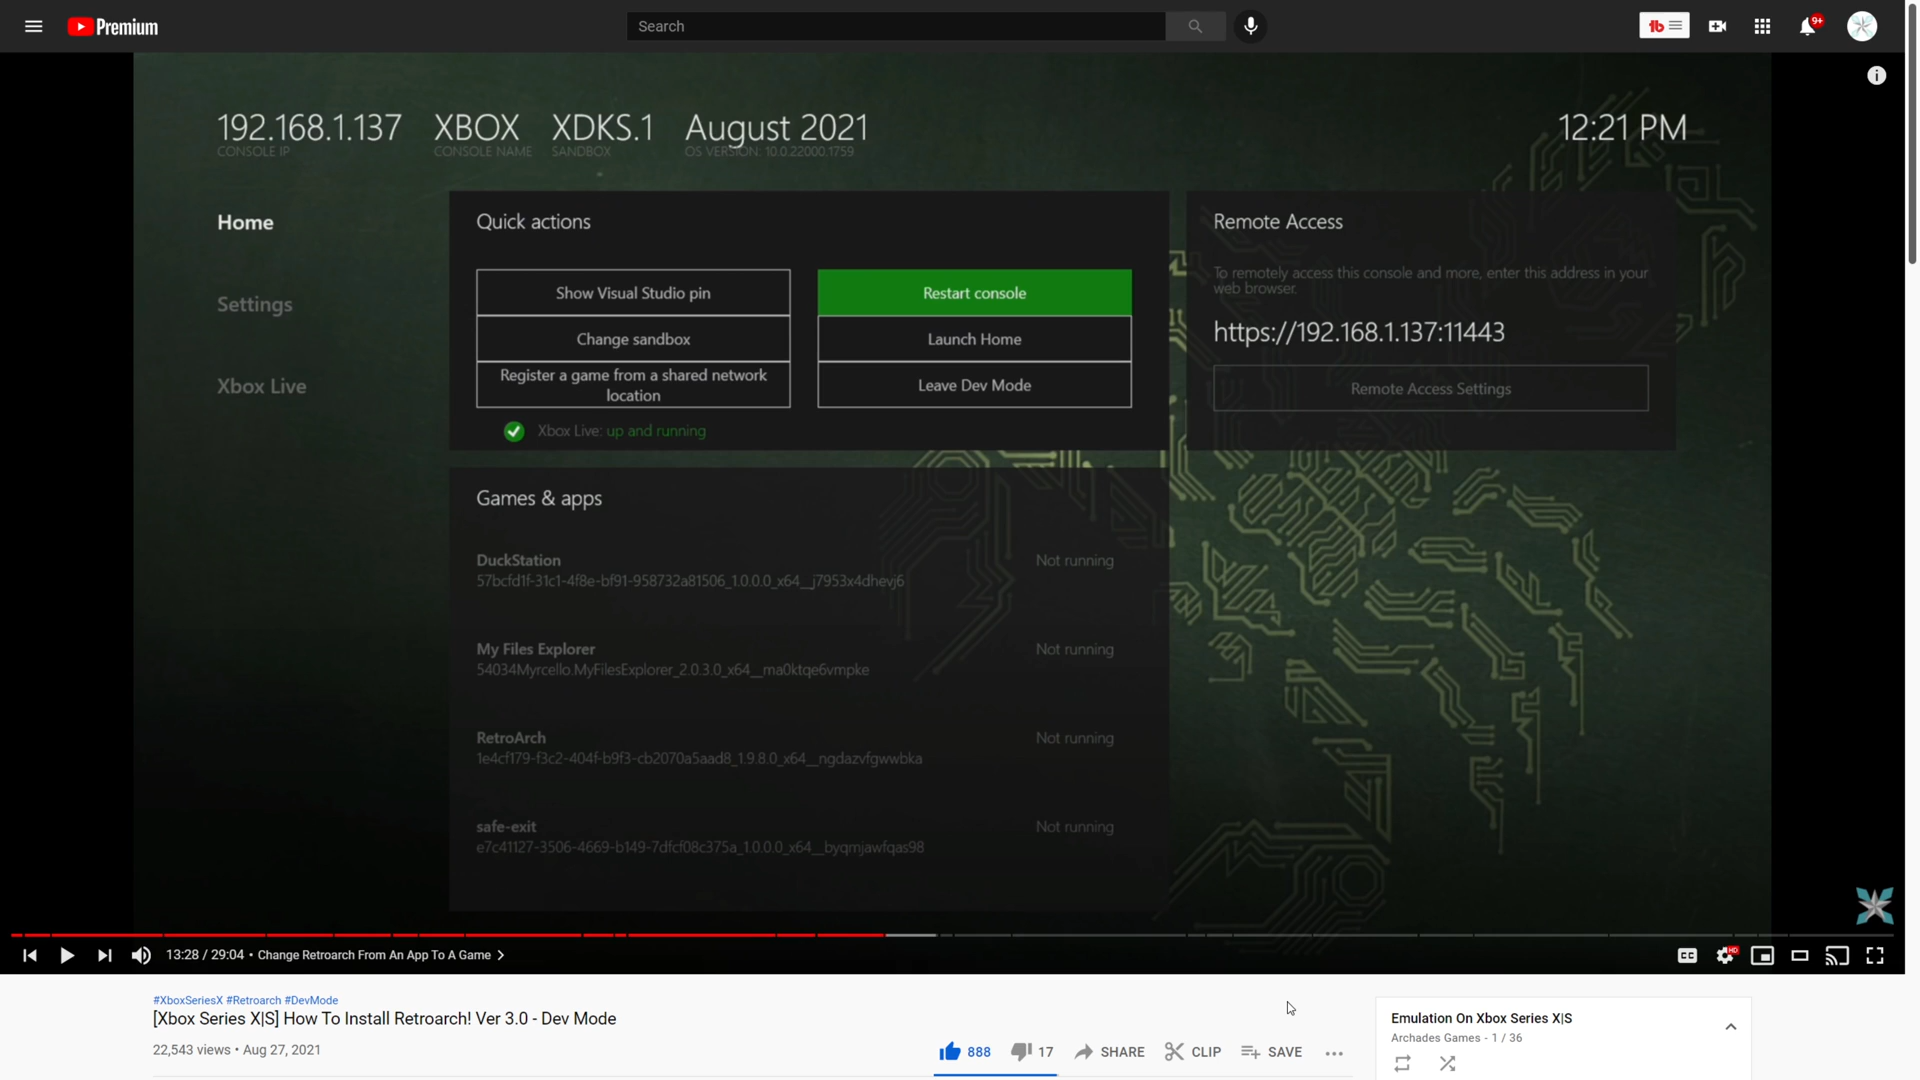 Premium
Search
9+
192.168.1.137 XBOX XDKS.1 August 2021
CONSOLE IP CONSOLE NAME SANDBOX OS VERSION: 10.0.22000.1759
12:21 PM
Home
Settings
Xbox Live
Quick actions
Show Visual Studio pin
Change sandbox
Register a game from a shared network
location
Restart console
Launch Home
Leave Dev Mode
Xbox Live: up and running
Remote Access
To remotely access this console and more, enter this address in your
web browser.
https://192.168.1.137:11443
Remote Access Settings
Games & apps
DuckStation Not running
57bcfd1f-31c1-4f8e-bf91-958732a81506_1.0.0.0_x64__j7953x4dhevj6
My Files Explorer Not running
54034Myrcello.MyFilesExplorer_2.0.3.0_x64__ma0ktqe6vmpke
RetroArch Not running
1e4cf179-f3c2-404f-b9f3-cb2070a5aad8_1.9.8.0_x64__ngdazvfgwwbka
safe-exit Not running
e7c41127-3506-4669-b149-7dfcf08c375a_1.0.0.0_x64__byqmjawfqas98
13:28 / 29:04 • Change Retroarch From An App To A Game
CC HD
#XboxSeriesX #Retroarch #DevMode
[Xbox Series X|S] How To Install Retroarch! Ver 3.0 - Dev Mode
22,543 views • Aug 27, 2021
888 17 SHARE CLIP SAVE
Emulation On Xbox Series X|S
Archades Games - 1 / 36